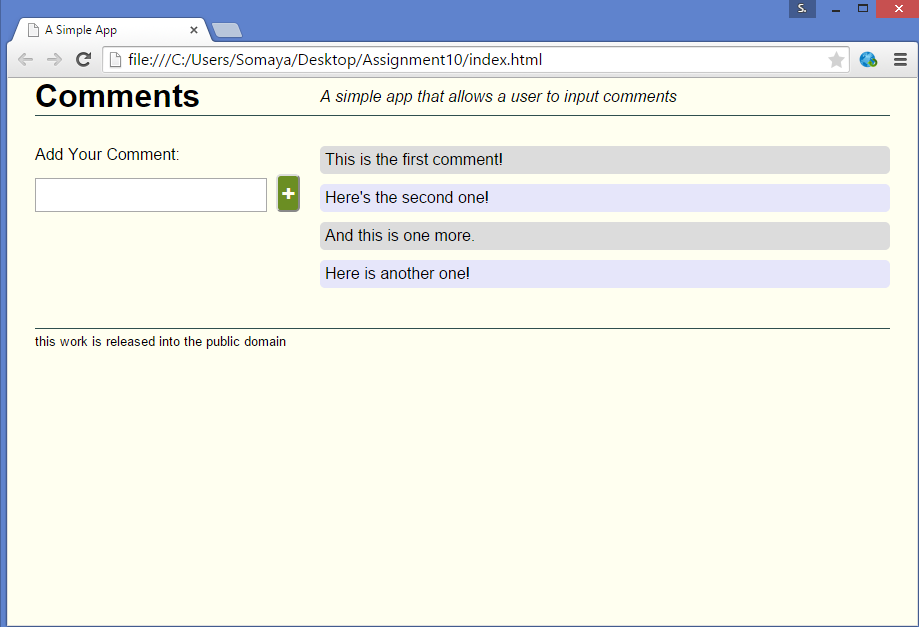 S.
A Simple App
file:///C:/Users/Somaya/Desktop/Assignment10/index.html
Comments
A simple app that allows a user to input comments
Add Your Comment:
+
This is the first comment!
Here's the second one!
And this is one more.
Here is another one!
this work is released into the public domain